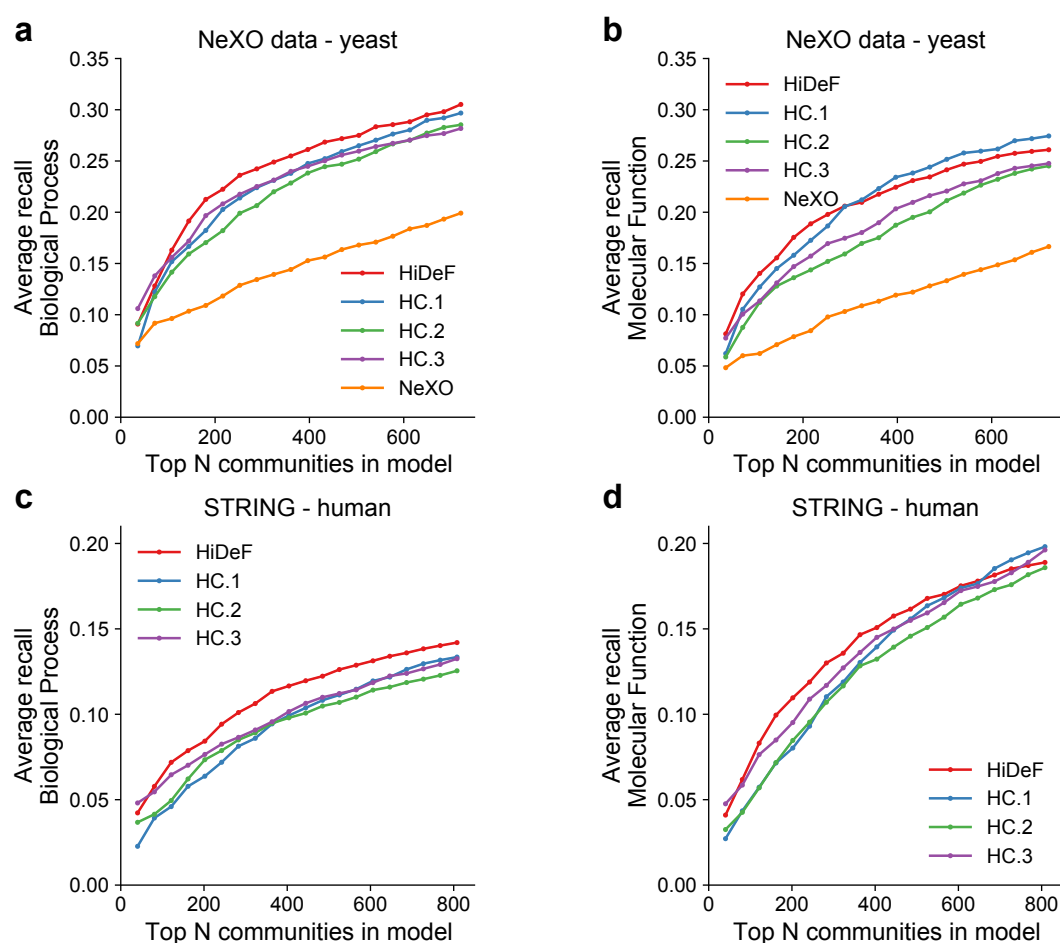 a
NeXO data - yeast
Average recall
Biological Process
0.35
0.30
0.25
0.20
0.15
0.10
0.05
0.00
HiDeF
HC.1
HC.2
HC.3
NeXO
0 200 400 600
Top N communities in model
b
NeXO data - yeast
Average recall
Molecular Function
0.35
0.30
0.25
0.20
0.15
0.10
0.05
0.00
HiDeF
HC.1
HC.2
HC.3
NeXO
0 200 400 600
Top N communities in model
c
STRING - human
Average recall
Biological Process
0.20
0.15
0.10
0.05
0.00
HiDeF
HC.1
HC.2
HC.3
0 200 400 600 800
Top N communities in model
d
STRING - human
Average recall
Molecular Function
0.20
0.15
0.10
0.05
0.00
HiDeF
HC.1
HC.2
HC.3
0 200 400 600 800
Top N communities in model